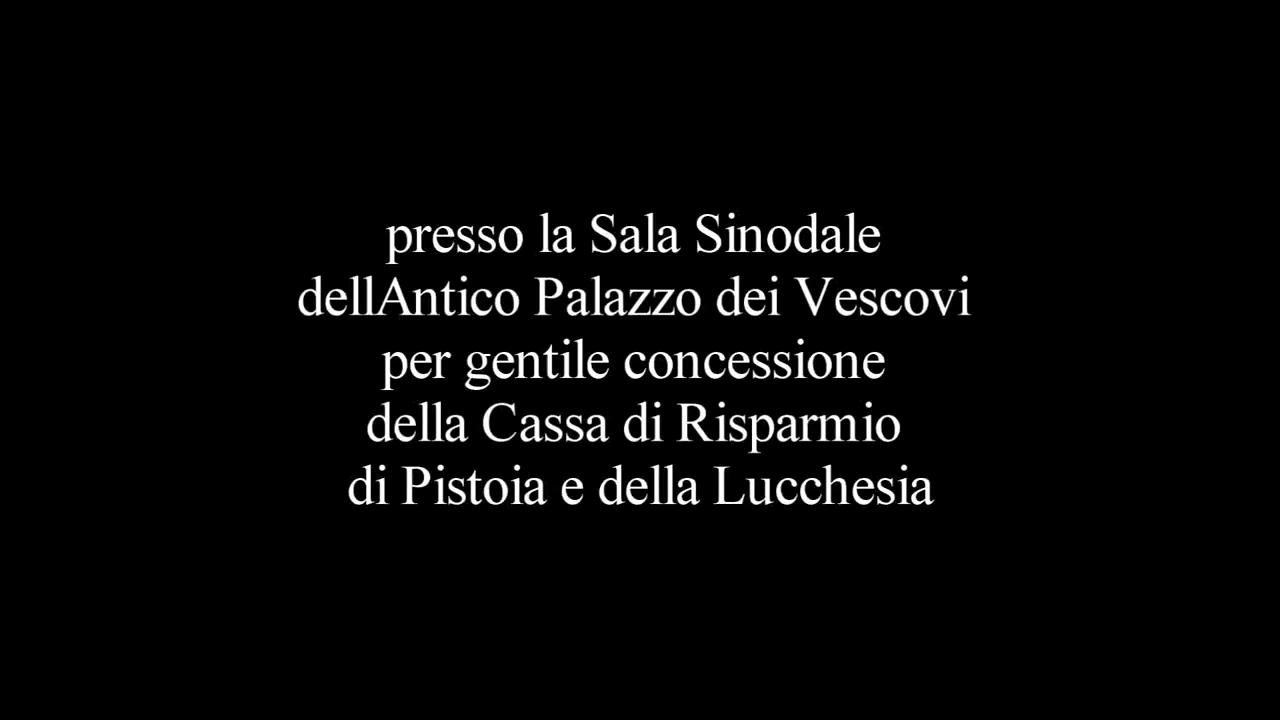 presso la Sala Sinodale
dellAntico Palazzo dei Vescovi
per gentile concessione
della Cassa di Risparmio
di Pistoia e della Lucchesia